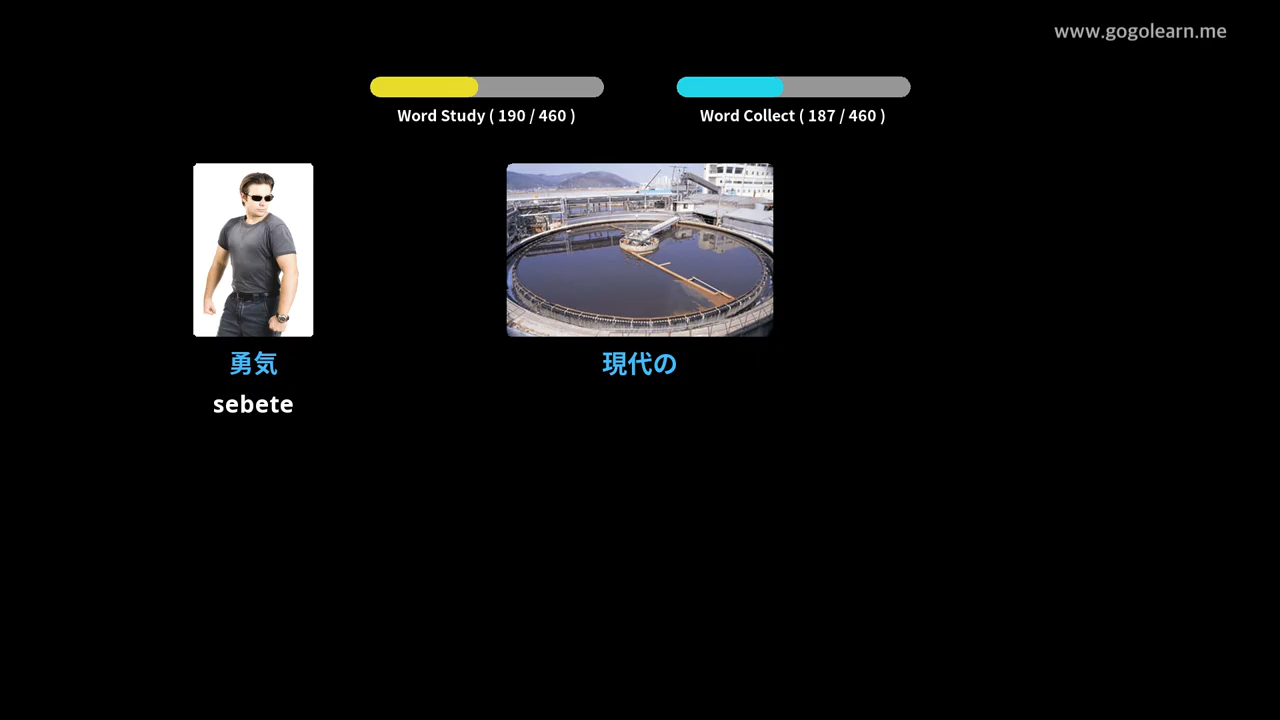 www.gogolearn.me
Word Study ( 190 / 460 )
Word Collect ( 187 / 460 )
勇気
現代の
sebete